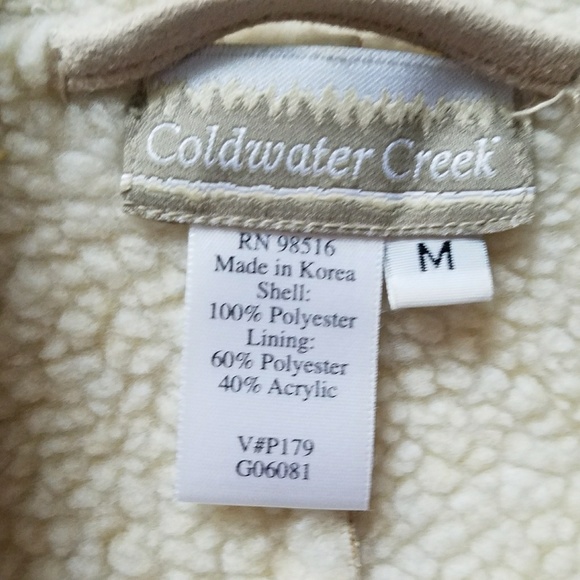 Coldwater Creek
M
RN 98516
Made in Korea
Shell:
100% Polyester
Lining:
60% Polyester
40% Acrylic
V#P179
G06081